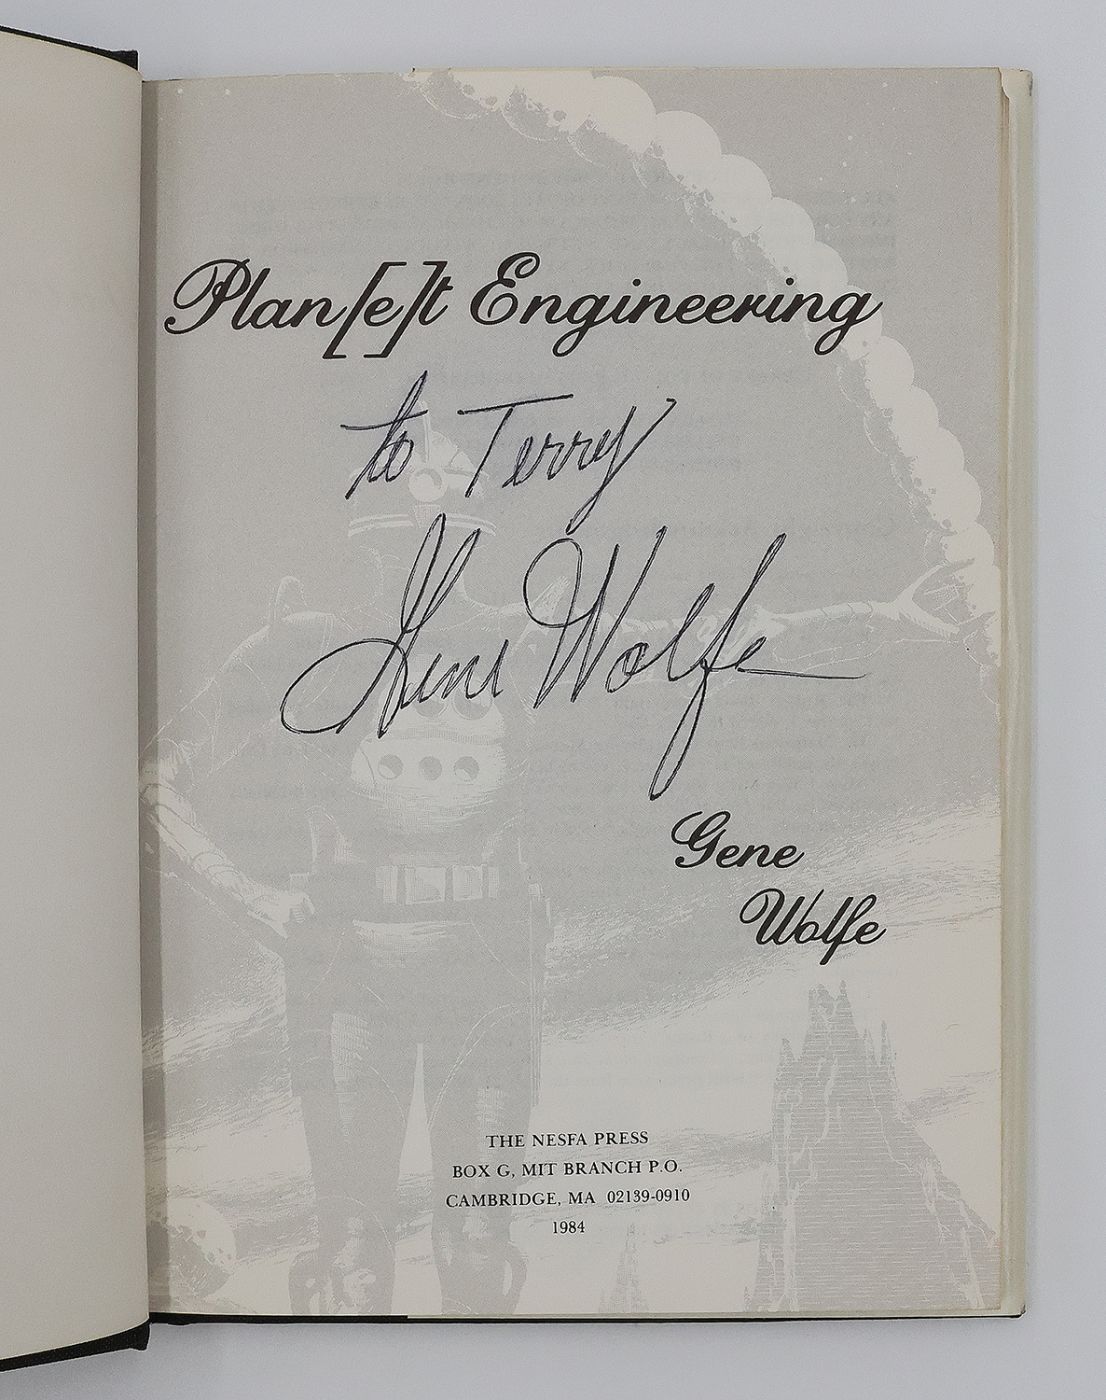 Plan[e]t Engineering
to Terry
Gene Wolfe
Gene
Wolfe
THE NESFA PRESS
BOX G, MIT BRANCH P.O.
CAMBRIDGE, MA 02139-0910
1984